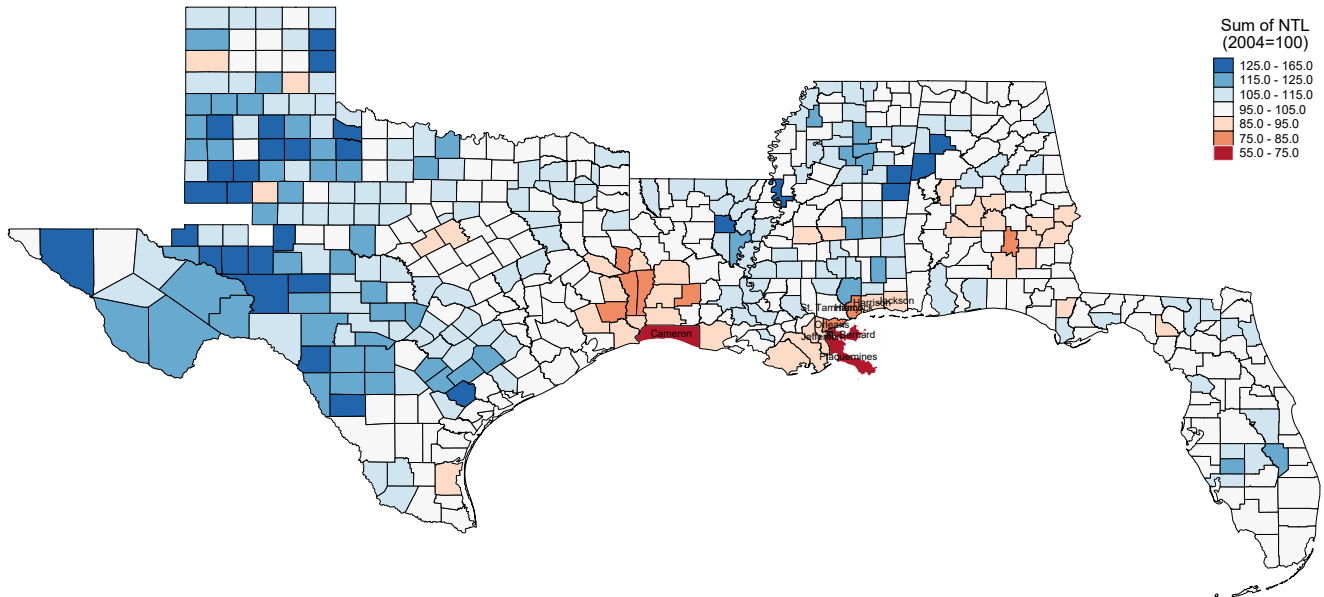 Sum of NTL
(2004=100)
125.0 - 165.0
115.0 - 125.0
105.0 - 115.0
95.0 - 105.0
85.0 - 95.0
75.0 - 85.0
55.0 - 75.0
St. Tammany Hancock Harrison Jackson
Orleans
Cameron Jefferson St. Bernard
Plaquemines